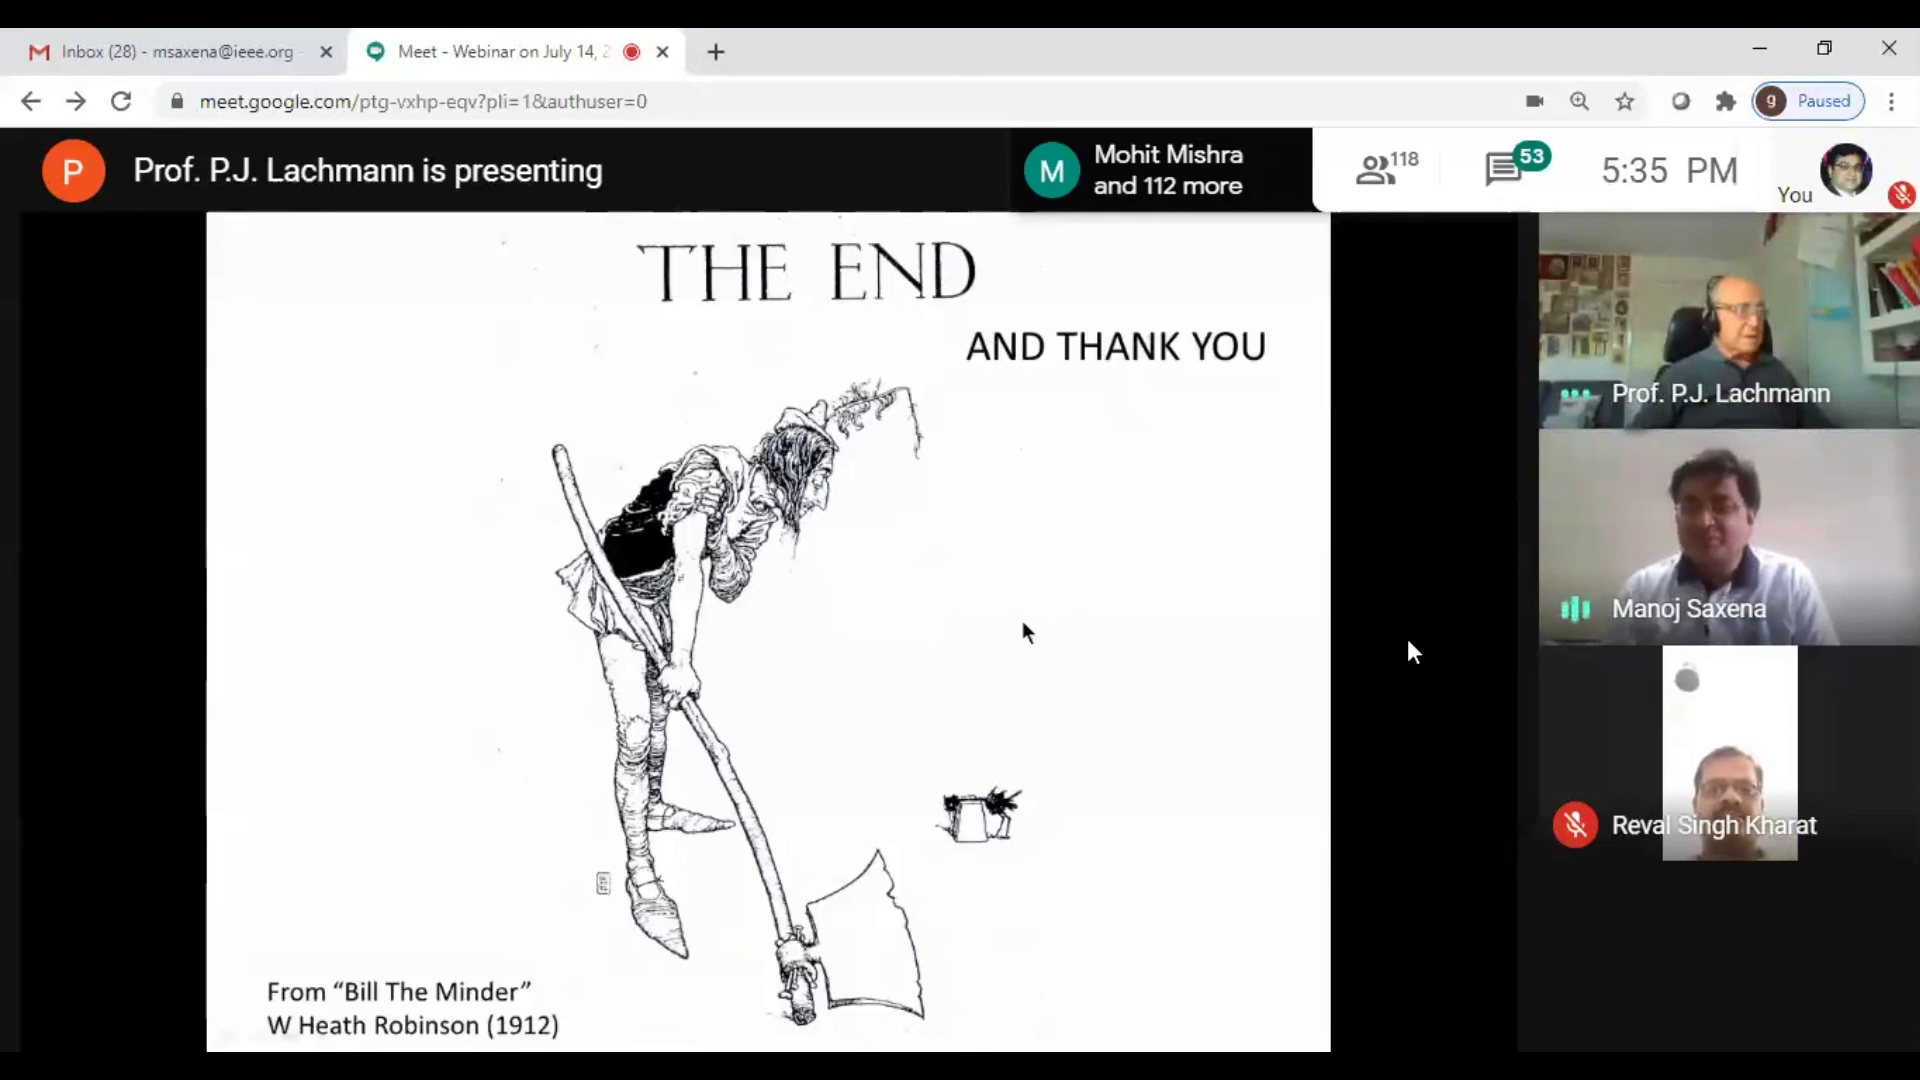 Inbox (28) - msaxena@ieee.org
Meet - Webinar on July 14, 2
meet.google.com/ptg-vxhp-eqv?pli=1&authuser=0
g Paused
P Prof. P.J. Lachmann is presenting
M Mohit Mishra
and 112 more
118
53
5:35 PM
You
THE END
AND THANK YOU
Prof. P.J. Lachmann
Manoj Saxena
Reval Singh Kharat
From “Bill The Minder”
W Heath Robinson (1912)